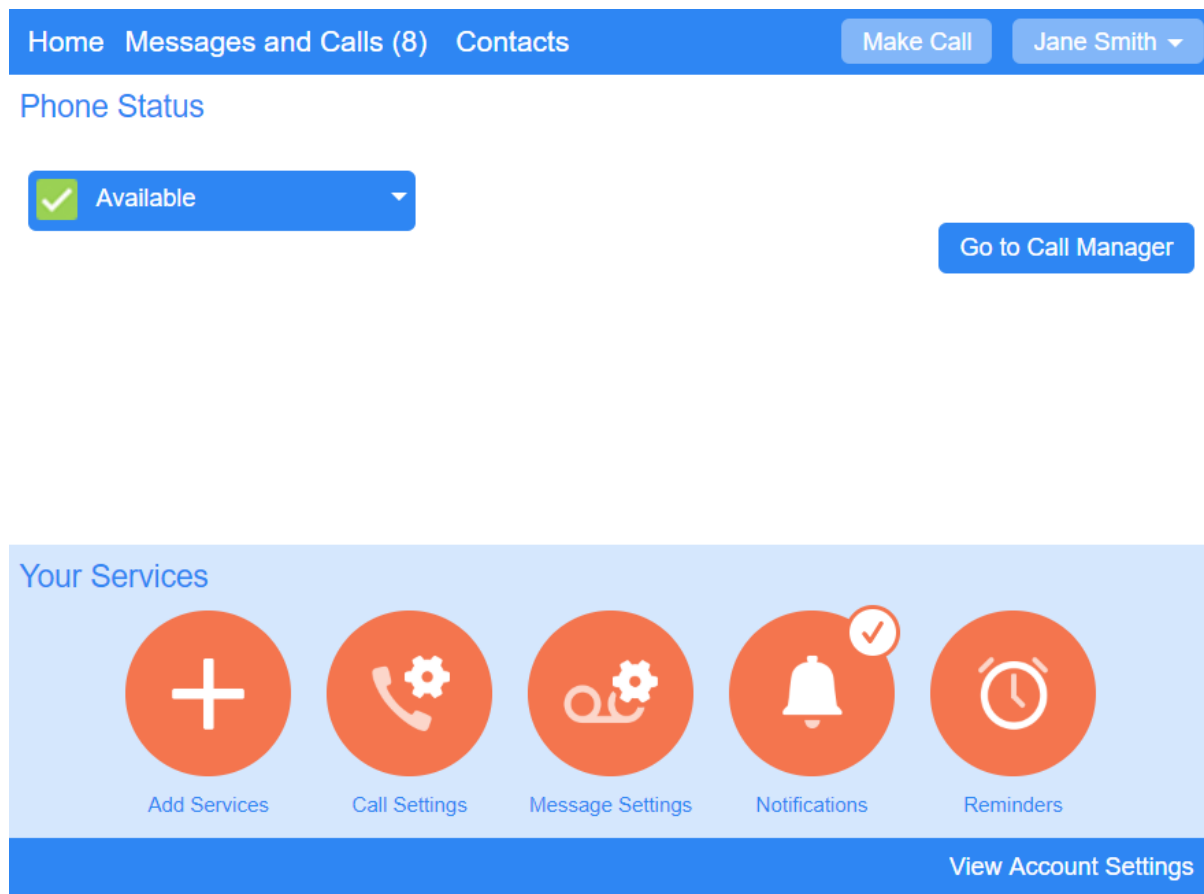 Home Messages and Calls (8) Contacts Make Call Jane Smith
Phone Status
Available
Go to Call Manager
Your Services
Add Services Call Settings Message Settings Notifications Reminders
View Account Settings